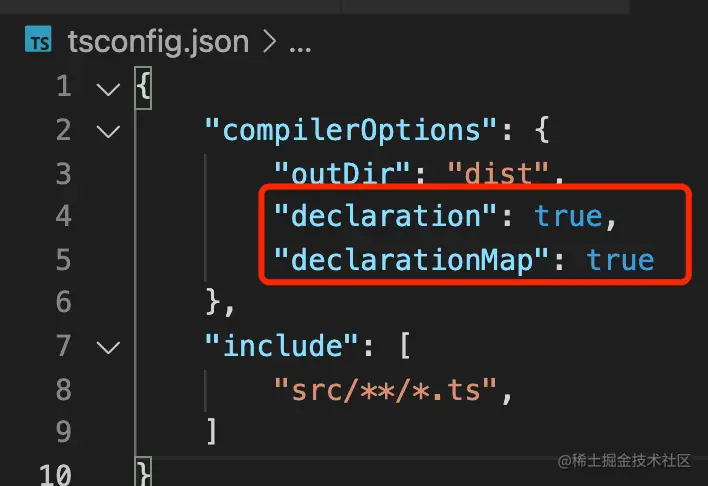 TS tsconfig.json > ...
1 {
2 "compilerOptions": {
3 "outDir": "dist",
4 "declaration": true,
5 "declarationMap": true
6 },
7 "include": [
8 "src/**/*.ts",
9 ]
10 }
@稀土掘金技术社区